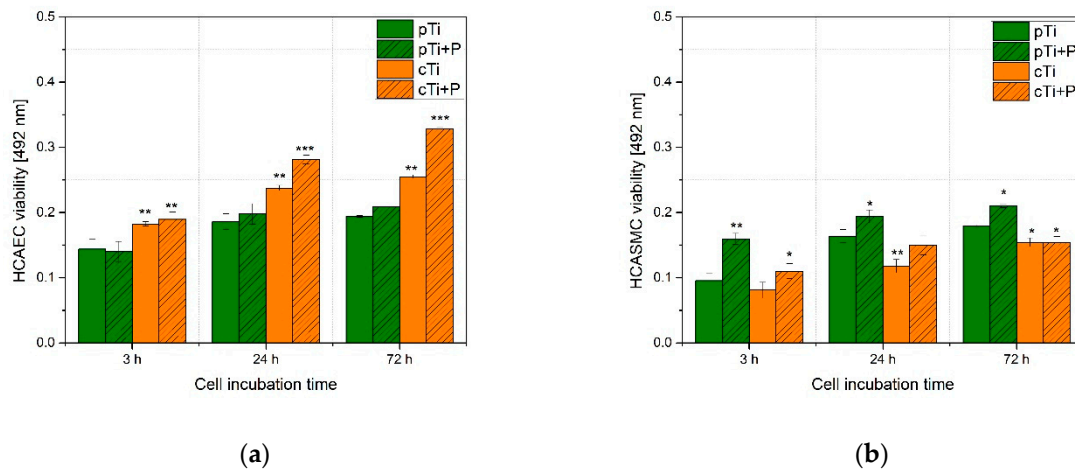 0.5
0.4
0.3
0.2
0.1
0.0
HCAEC viability [492 nm]
pTi
pTi+P
cTi
cTi+P
** **
** ***
** ***
3 h 24 h 72 h
Cell incubation time
(a)
0.5
0.4
0.3
0.2
0.1
0.0
HCASMC viability [492 nm]
pTi
pTi+P
cTi
cTi+P
** *
* **
* * *
3 h 24 h 72 h
Cell incubation time
(b)